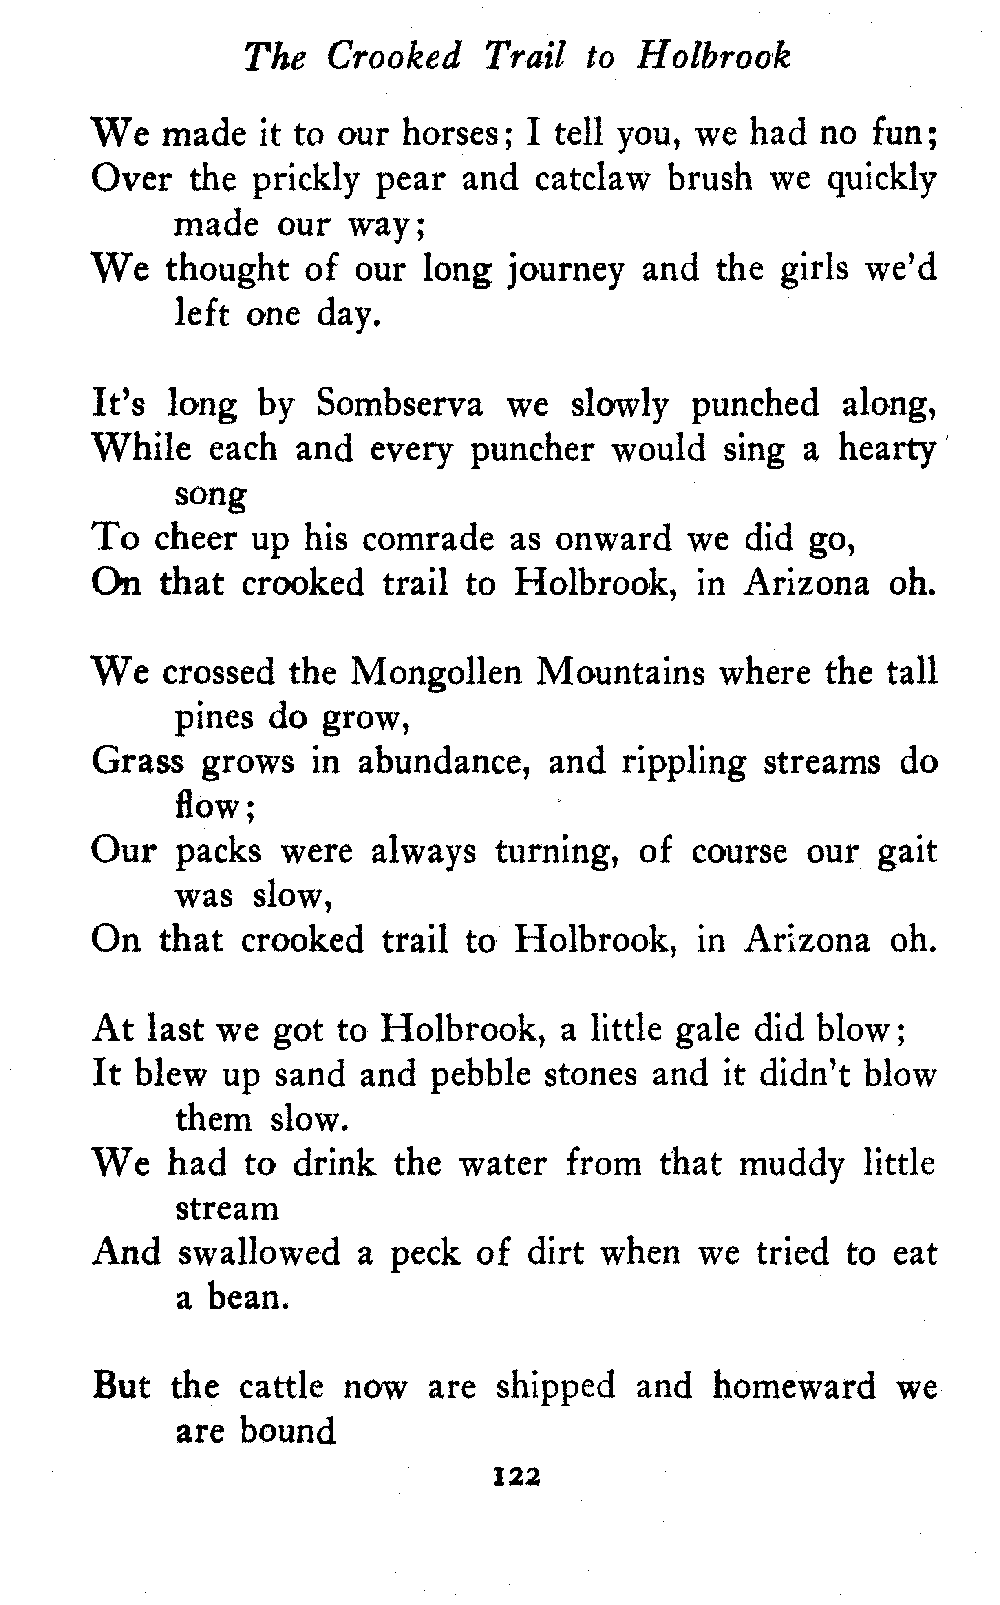 The Crooked Trail to Holbrook
We made it to our horses; I tell you, we had no fun;
Over the prickly pear and catclaw brush we quickly
made our way;
We thought of our long journey and the girls we'd
left one day.
It's long by Sombserva we slowly punched along,
While each and every puncher would sing a hearty
song
To cheer up his comrade as onward we did go,
On that crooked trail to Holbrook, in Arizona oh.
We crossed the Mongollen Mountains where the tall
pines do grow,
Grass grows in abundance, and rippling streams do
flow;
Our packs were always turning, of course our gait
was slow,
On that crooked trail to Holbrook, in Arizona oh.
At last we got to Holbrook, a little gale did blow;
It blew up sand and pebble stones and it didn't blow
them slow.
We had to drink the water from that muddy little
stream
And swallowed a peck of dirt when we tried to eat
a bean.
But the cattle now are shipped and homeward we
are bound
122